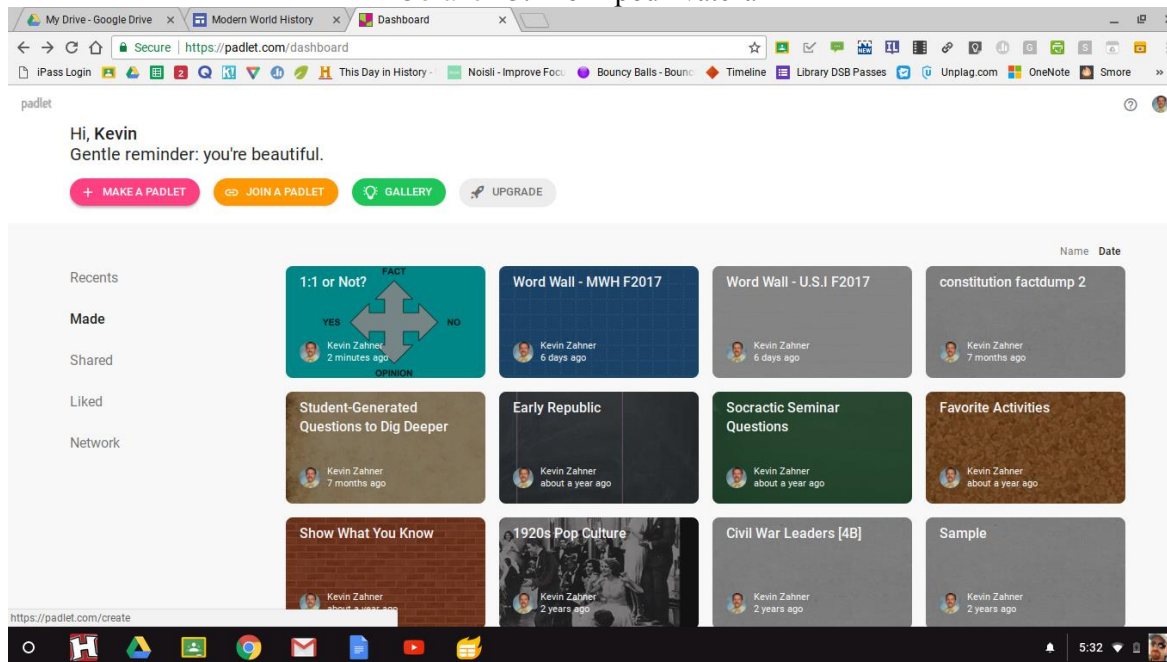 My Drive - Google Drive
Modern World History
Dashboard
Secure https://padlet.com/dashboard
iPass Login
This Day in History -
Noisli - Improve Focu
Bouncy Balls - Bounc
Timeline
Library DSB Passes
Unplag.com
OneNote
Smore
»
padlet
Hi, Kevin
Gentle reminder: you're beautiful.
+ MAKE A PADLET
JOIN A PADLET
GALLERY
UPGRADE
Name Date
Recents
Made
Shared
Liked
Network
1:1 or Not?
FACT
YES
NO
OPINION
Kevin Zahner
2 minutes ago
Word Wall - MWH F2017
Kevin Zahner
6 days ago
Word Wall - U.S.I F2017
Kevin Zahner
6 days ago
constitution factdump 2
Kevin Zahner
7 months ago
Student-Generated
Questions to Dig Deeper
Kevin Zahner
7 months ago
Early Republic
Kevin Zahner
about a year ago
Socractic Seminar
Questions
Kevin Zahner
about a year ago
Favorite Activities
Kevin Zahner
about a year ago
Show What You Know
Kevin Zahner
about a year ago
1920s Pop Culture
Kevin Zahner
2 years ago
Civil War Leaders [4B]
Kevin Zahner
2 years ago
Sample
Kevin Zahner
2 years ago
https://padlet.com/create
5:32